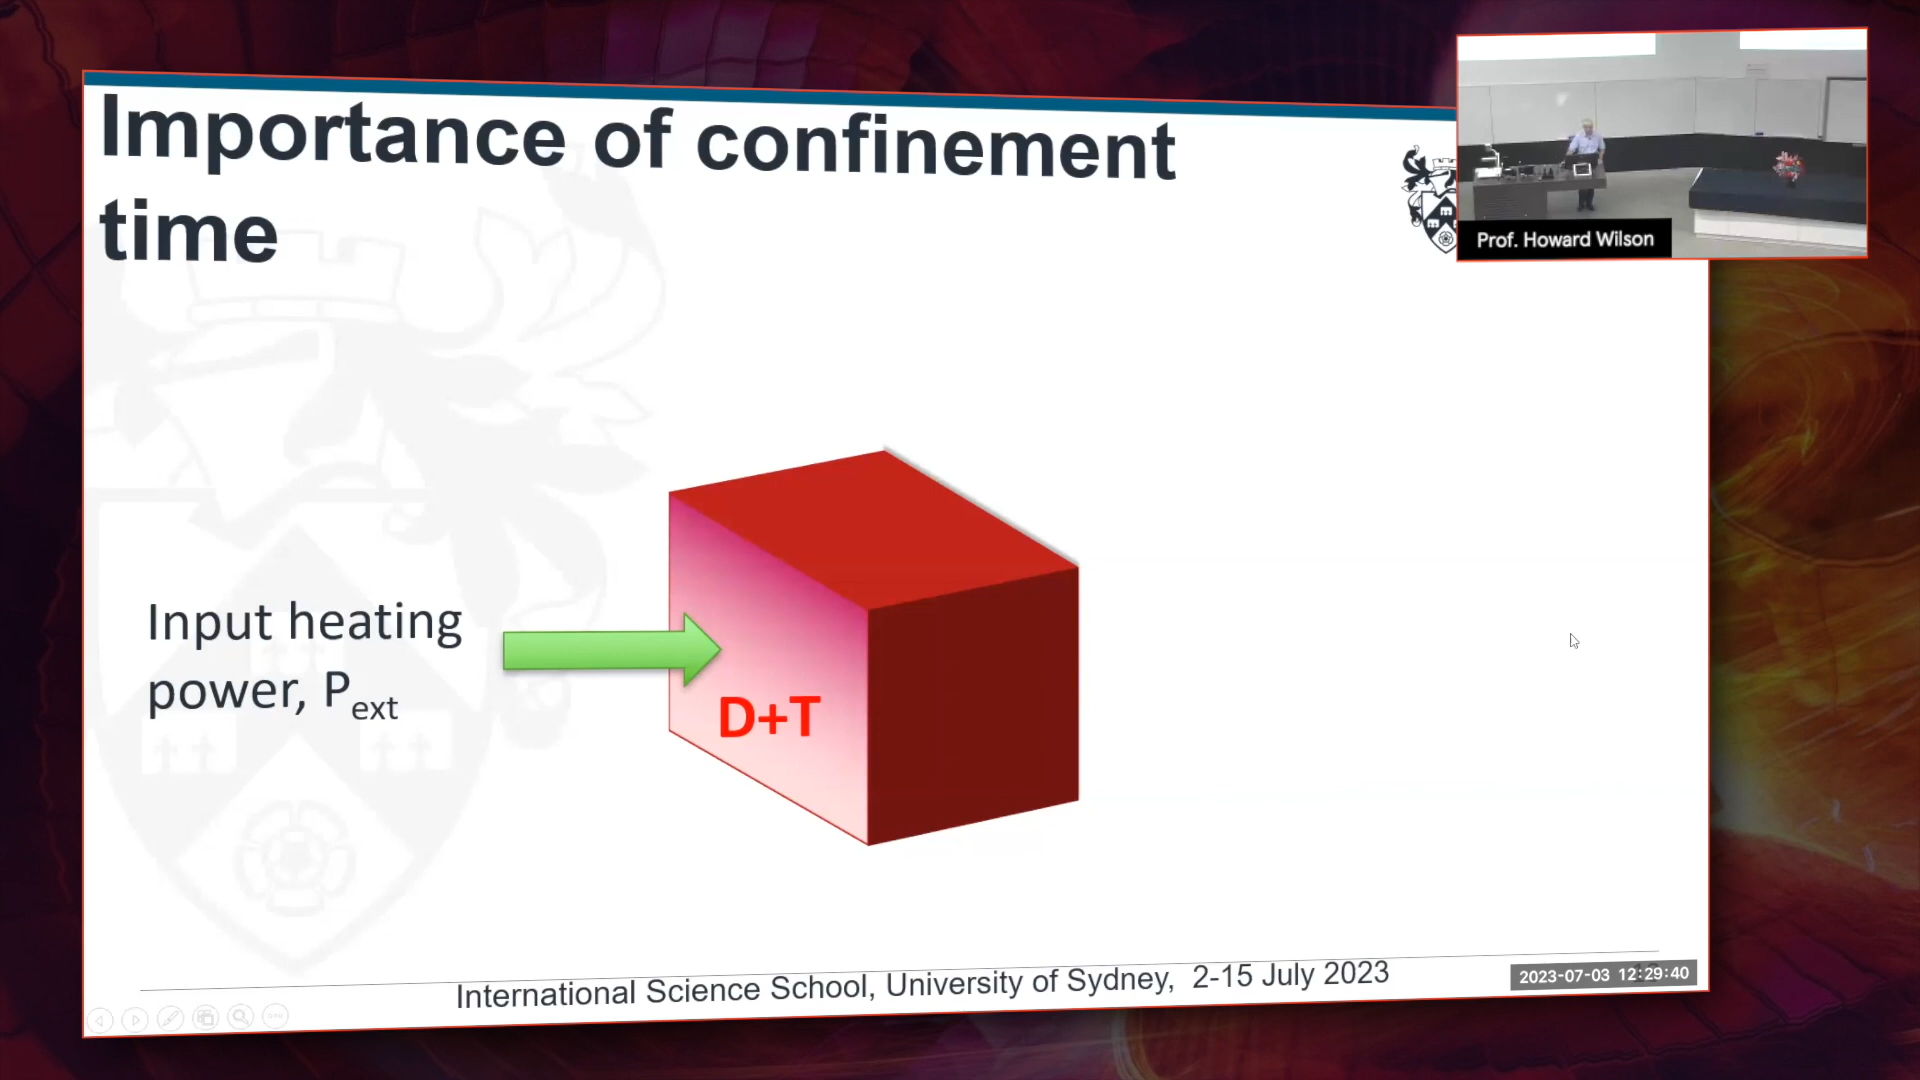 Importance of confinement
time
Prof. Howard Wilson
Input heating
power, Pext
D+T
International Science School, University of Sydney, 2-15 July 2023
2023-07-03 12:29:40